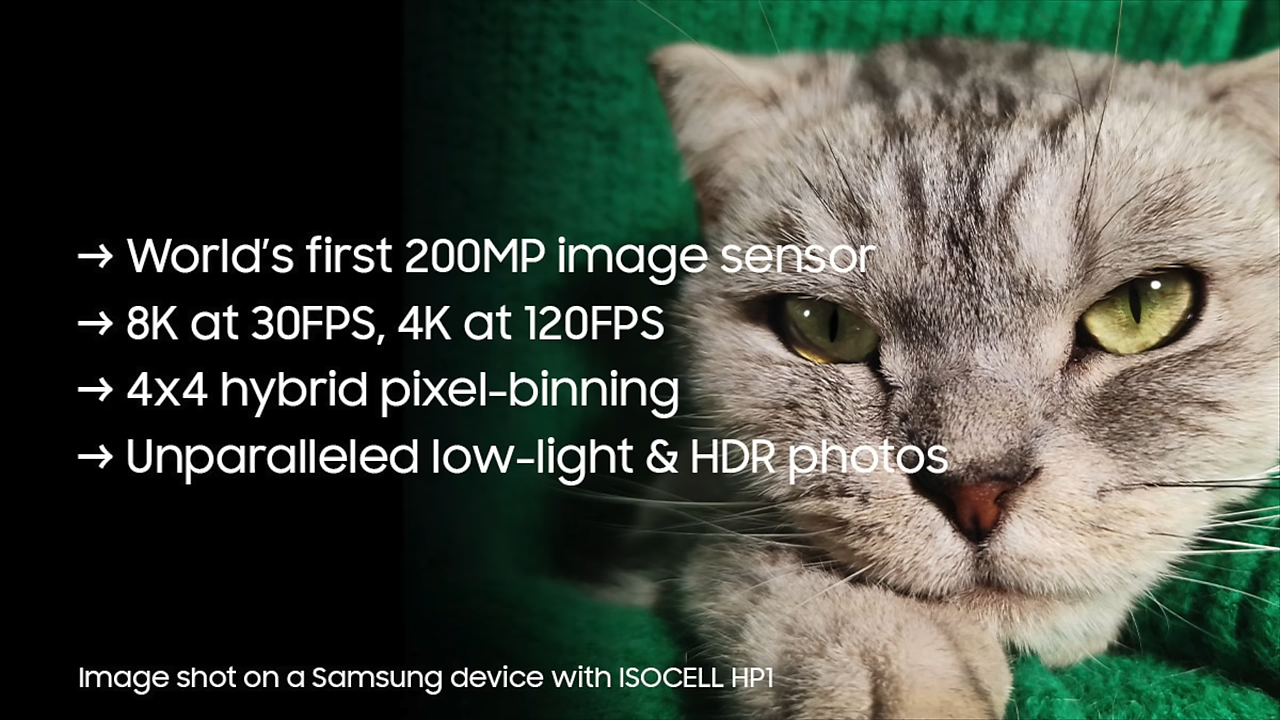 → World's first 200MP image sensor
→ 8K at 30FPS, 4K at 120FPS
→ 4x4 hybrid pixel-binning
→ Unparalleled low-light & HDR photos
Image shot on a Samsung device with ISOCELL HP1